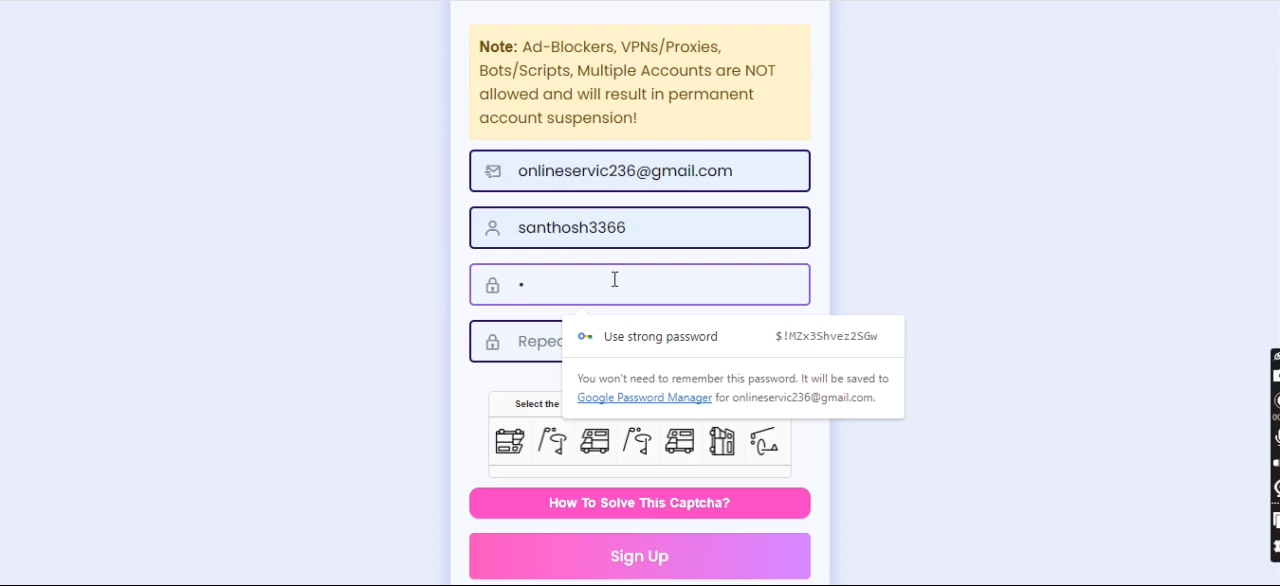 Note: Ad-Blockers, VPNs/Proxies,
Bots/Scripts, Multiple Accounts are NOT
allowed and will result in permanent
account suspension!
onlineservic236@gmail.com
santhosh3366
Use strong password $!MZx3Shvez2SGw
You won't need to remember this password. It will be saved to
Google Password Manager for onlineservic236@gmail.com.
Select the
How To Solve This Captcha?
Sign Up